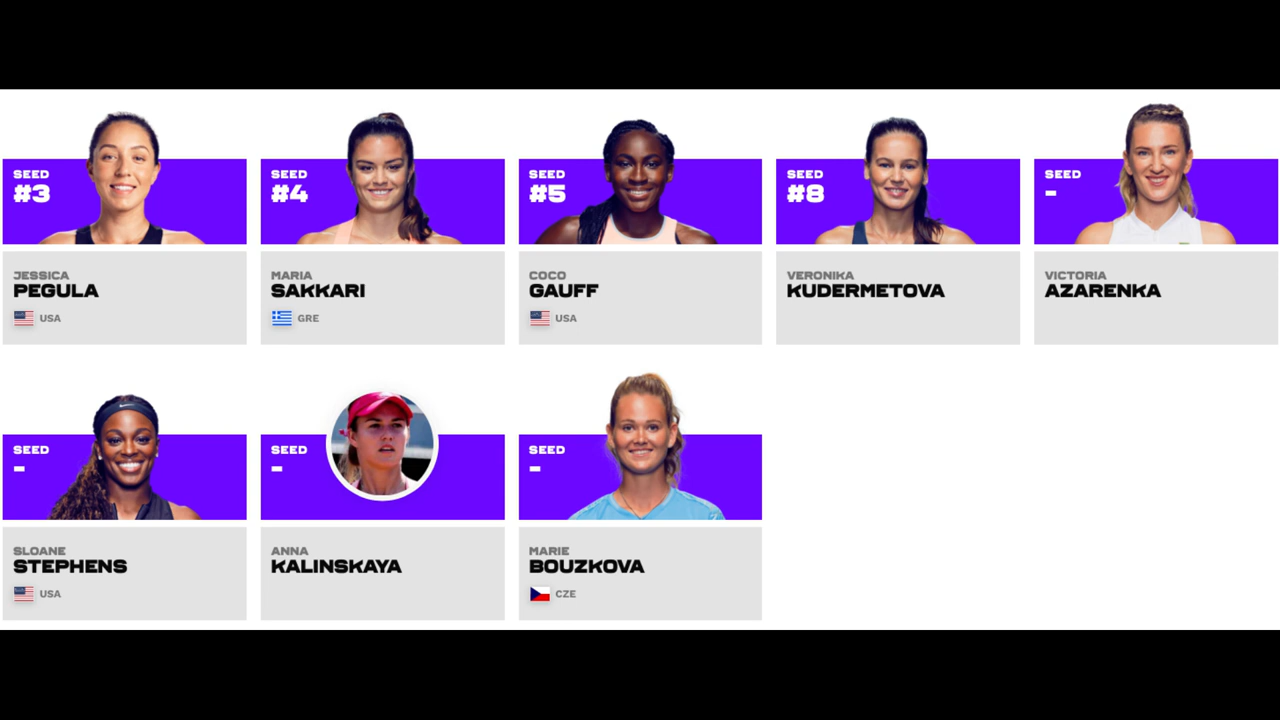 SEED
#3
JESSICA
PEGULA
USA
SEED
#4
MARIA
SAKKARI
GRE
SEED
#5
COCO
GAUFF
USA
SEED
#8
VERONIKA
KUDERMETOVA
SEED
-
VICTORIA
AZARENKA
SEED
-
SLOANE
STEPHENS
USA
SEED
-
ANNA
KALINSKAYA
SEED
-
MARIE
BOUZKOVA
CZE